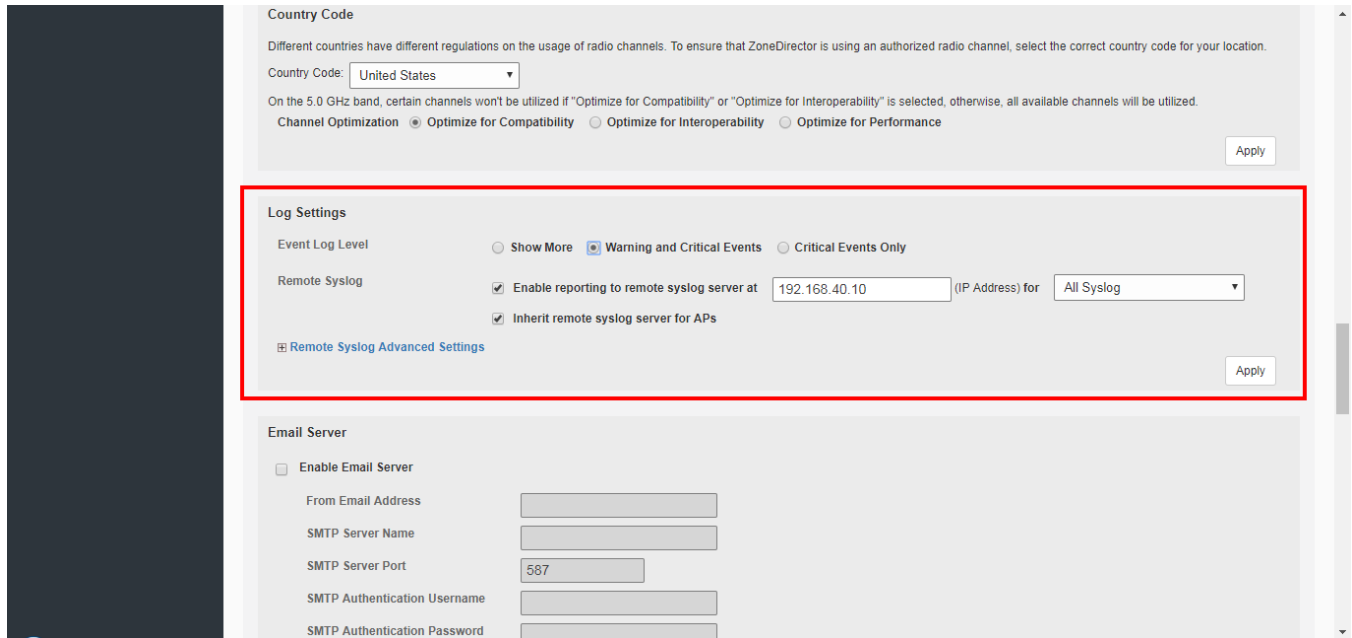 Country Code
Different countries have different regulations on the usage of radio channels. To ensure that ZoneDirector is using an authorized radio channel, select the correct country code for your location.
Country Code: United States
On the 5.0 GHz band, certain channels won't be utilized if "Optimize for Compatibility" or "Optimize for Interoperability" is selected, otherwise, all available channels will be utilized.
Channel Optimization Optimize for Compatibility Optimize for Interoperability Optimize for Performance
Apply
Log Settings
Event Log Level Show More Warning and Critical Events Critical Events Only
Remote Syslog Enable reporting to remote syslog server at 192.168.40.10 (IP Address) for All Syslog
Inherit remote syslog server for APs
Remote Syslog Advanced Settings
Apply
Email Server
Enable Email Server
From Email Address
SMTP Server Name
SMTP Server Port 587
SMTP Authentication Username
SMTP Authentication Password